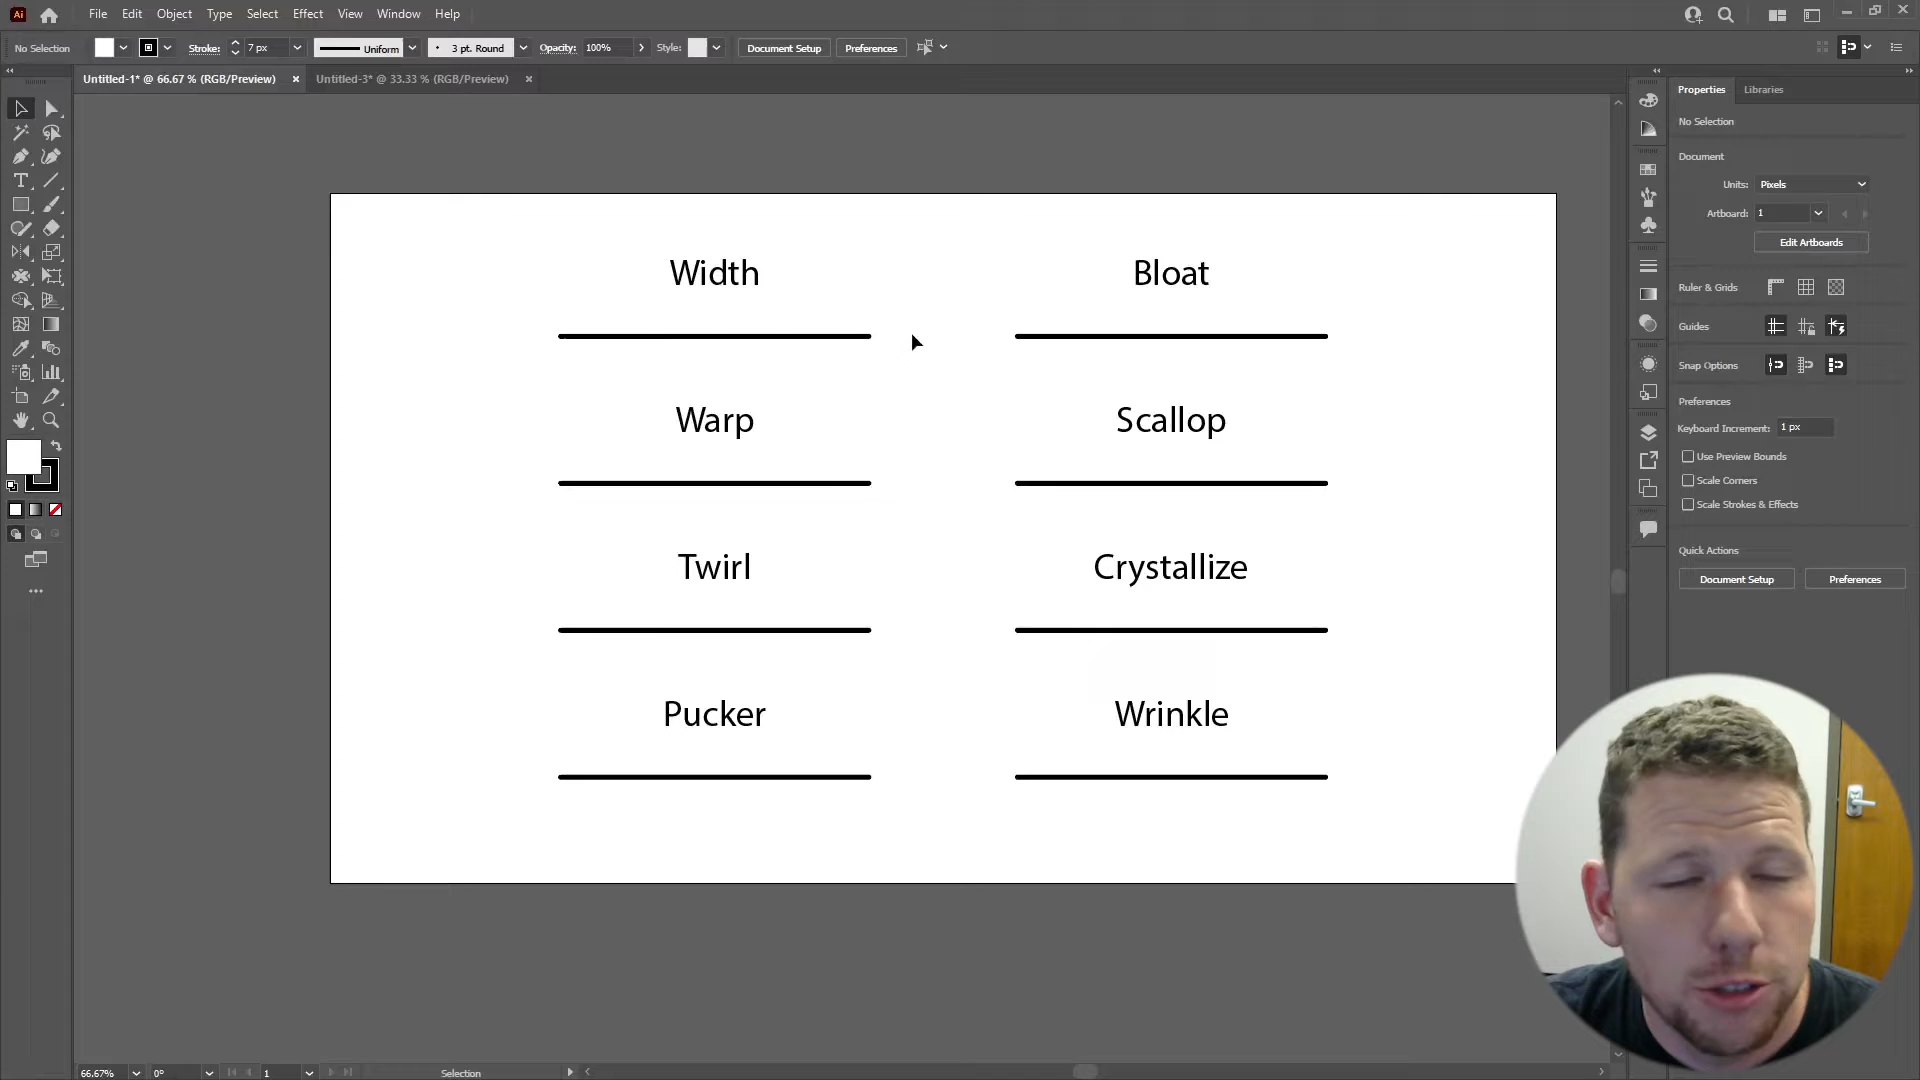 Ai File Edit Object Type Select Effect View Window Help
No Selection Stroke: 7 px Uniform 3 pt. Round Opacity: 100% Style: Document Setup Preferences
Untitled-1* @ 66.67 % (RGB/Preview) × Untitled-3* @ 33.33 % (RGB/Preview) ×
Width
Warp
Twirl
Pucker
Bloat
Scallop
Crystallize
Wrinkle
Properties Libraries
No Selection
Document
Units: Pixels
Artboard: 1
Edit Artboards
Ruler & Grids
Guides
Snap Options
Preferences
Keyboard Increment: 1 px
Use Preview Bounds
Scale Corners
Scale Strokes & Effects
Quick Actions
Document Setup Preferences
66.67% 0° 1 Selection